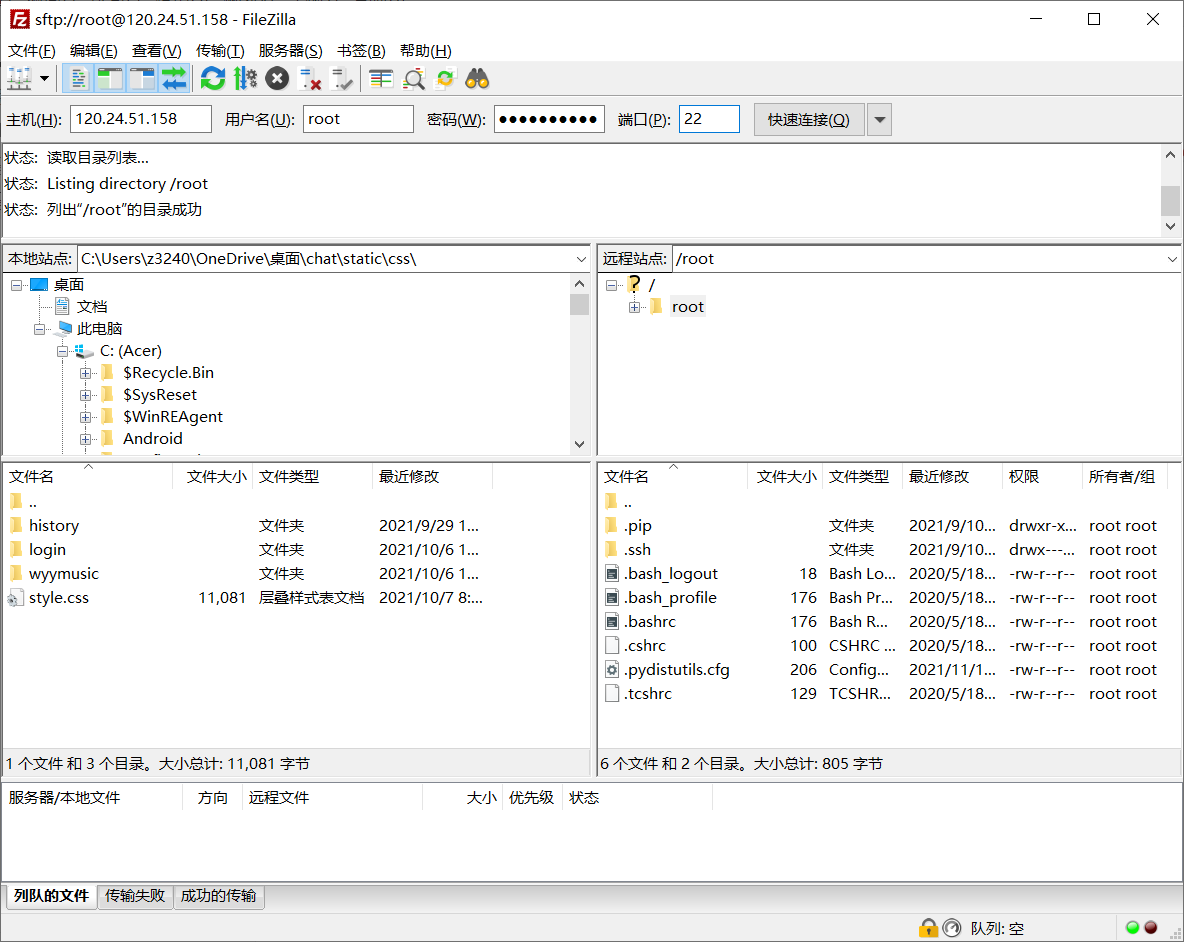 sftp://root@120.24.51.158 - FileZilla
文件(F) 编辑(E) 查看(V) 传输(T) 服务器(S) 书签(B) 帮助(H)
主机(H): 120.24.51.158 用户名(U): root 密码(W): ●●●●●●●●●● 端口(P): 22 快速连接(Q)
状态: 读取目录列表...
状态: Listing directory /root
状态: 列出“/root”的目录成功
本地站点: C:\Users\z3240\OneDrive\桌面\chat\static\css\
桌面
文档
此电脑
C: (Acer)
$Recycle.Bin
$SysReset
$WinREAgent
Android
远程站点: /root
/
root
文件名 文件大小 文件类型 最近修改
..
history 文件夹 2021/9/29 1...
login 文件夹 2021/10/6 1...
wyymusic 文件夹 2021/10/6 1...
style.css 11,081 层叠样式表文档 2021/10/7 8:...
1 个文件 和 3 个目录。大小总计: 11,081 字节
文件名 文件大小 文件类型 最近修改 权限 所有者/组
..
.pip 文件夹 2021/9/10... drwxr-x... root root
.ssh 文件夹 2021/9/10... drwx---... root root
.bash_logout 18 Bash Lo... 2020/5/18... -rw-r--r-- root root
.bash_profile 176 Bash Pr... 2020/5/18... -rw-r--r-- root root
.bashrc 176 Bash R... 2020/5/18... -rw-r--r-- root root
.cshrc 100 CSHRC ... 2020/5/18... -rw-r--r-- root root
.pydistutils.cfg 206 Config... 2021/11/1... -rw-r--r-- root root
.tcshrc 129 TCSHR... 2020/5/18... -rw-r--r-- root root
6 个文件 和 2 个目录。大小总计: 805 字节
服务器/本地文件 方向 远程文件 大小 优先级 状态
列队的文件 传输失败 成功的传输
队列: 空